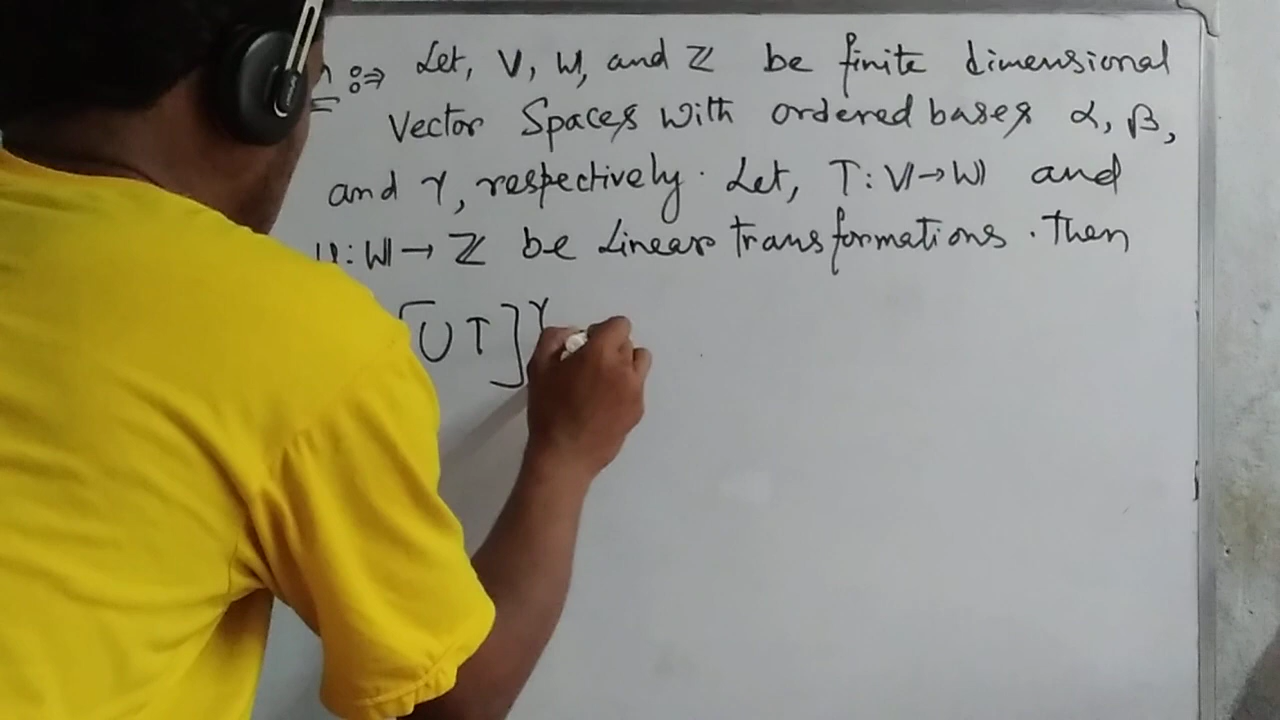 :⇒ Let, V, W, and ℤ be finite dimensional
Vector Spaces with ordered bases α, β,
and γ, respectively. Let, T: V→W and
U: W→ℤ be Linear transformations. Then
[UT]^γ